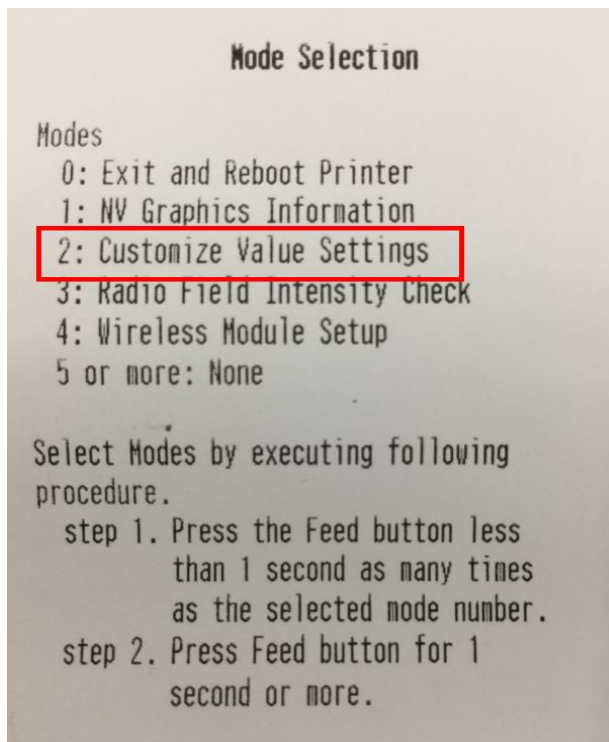 Mode Selection
Modes
0: Exit and Reboot Printer
1: NV Graphics Information
2: Customize Value Settings
3: Radio Field Intensity Check
4: Wireless Module Setup
5 or more: None
Select Modes by executing following
procedure.
step 1. Press the Feed button less
than 1 second as many times
as the selected mode number.
step 2. Press Feed button for 1
second or more.